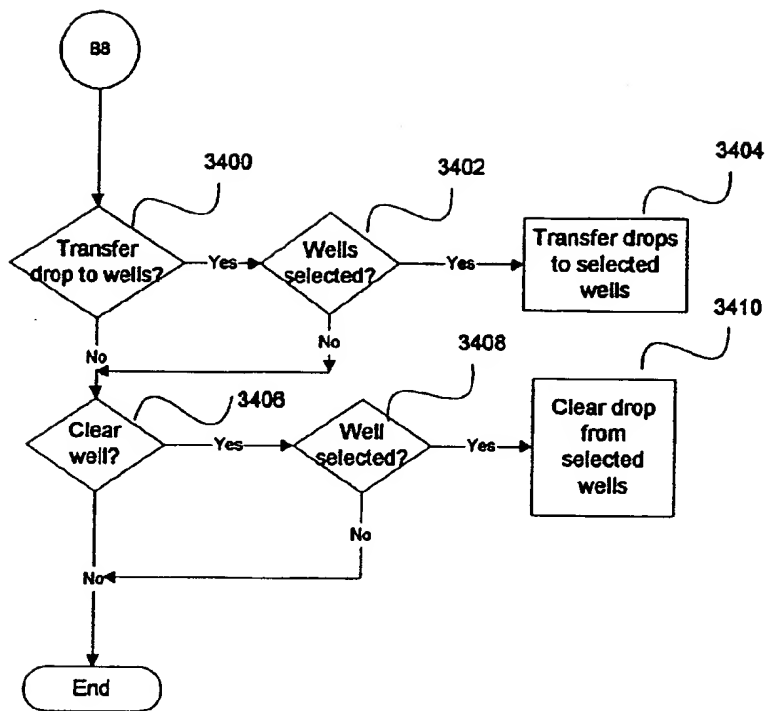 B8
3400
3402
3404
Transfer
drop to wells?
Yes
Wells
selected?
Yes
Transfer drops
to selected
wells
No
No
3406
3408
3410
Clear
well?
Yes
Well
selected?
Yes
Clear drop
from
selected
wells
No
No
End